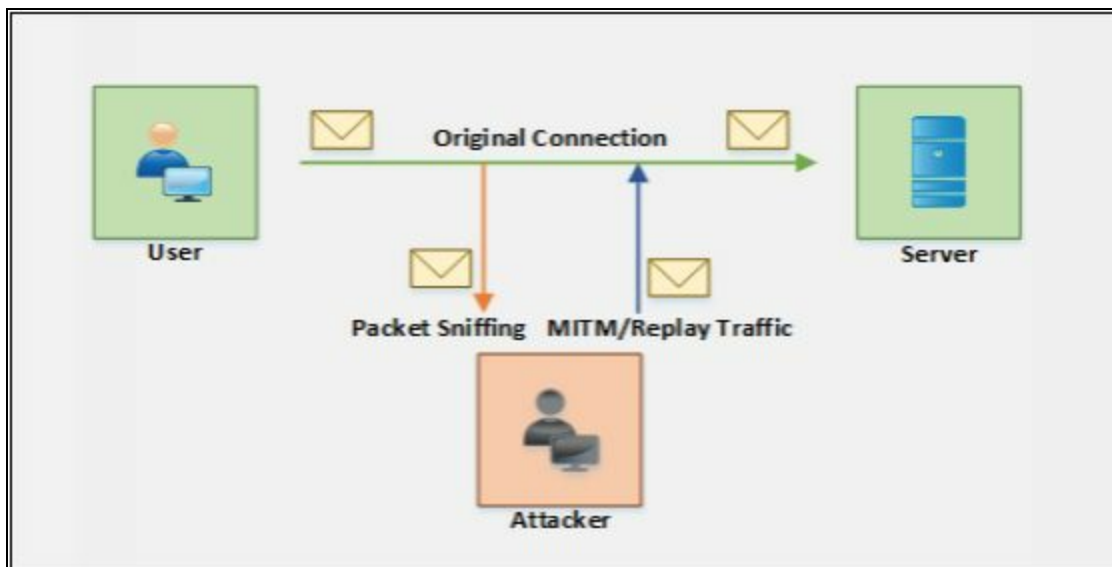 Original Connection
User
Server
Packet Sniffing
MITM/Replay Traffic
Attacker